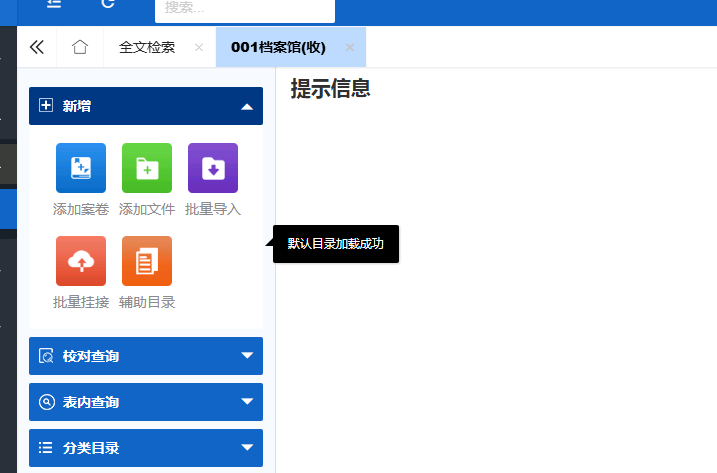 搜索...
全文检索
001档案馆(收)
提示信息
新增
添加案卷 添加文件 批量导入
默认目录加载成功
批量挂接 辅助目录
校对查询
表内查询
分类目录